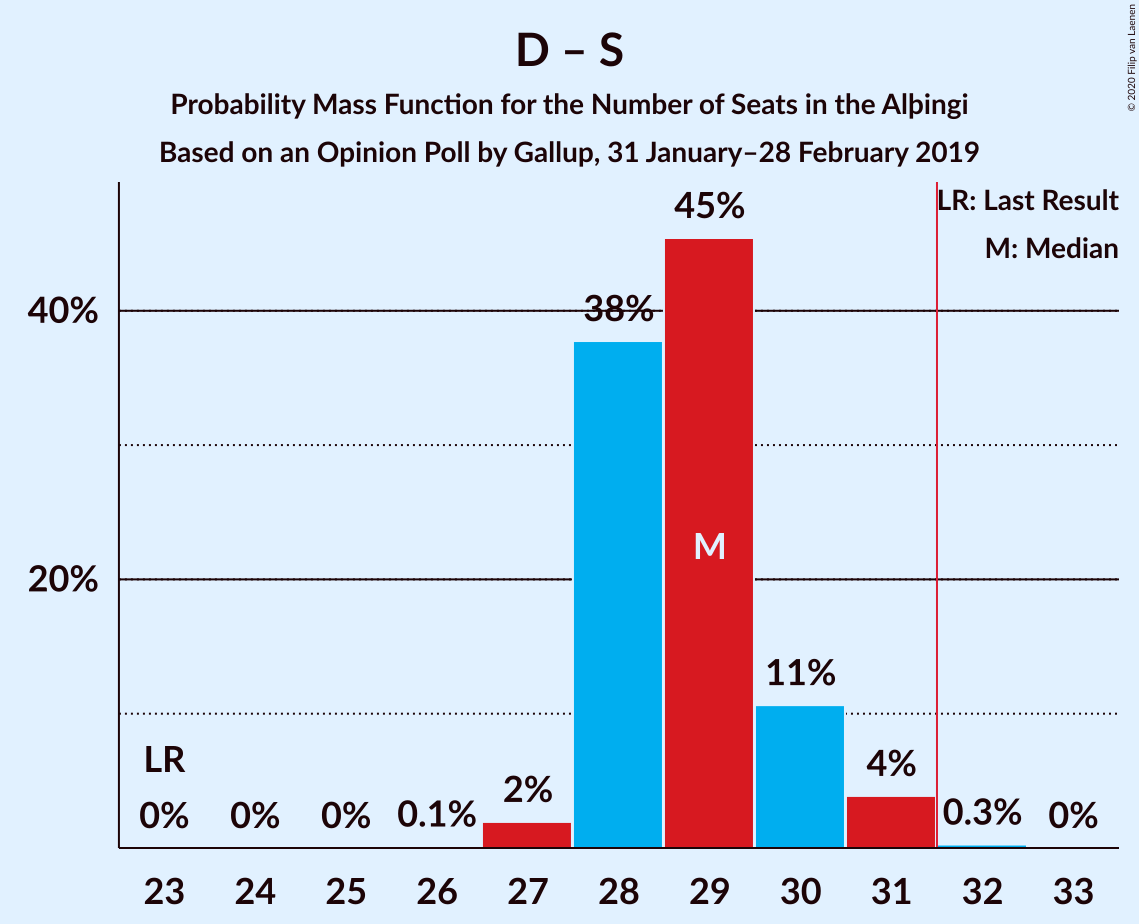 D – S
Probability Mass Function for the Number of Seats in the Alþingi
Based on an Opinion Poll by Gallup, 31 January–28 February 2019
© 2020 Filip van Laenen
LR: Last Result
M: Median
45%
40%
38%
M
20%
11%
LR
4%
2%
0%
0%
0%
0.1%
0.3%
0%
23 24 25 26 27 28 29 30 31 32 33